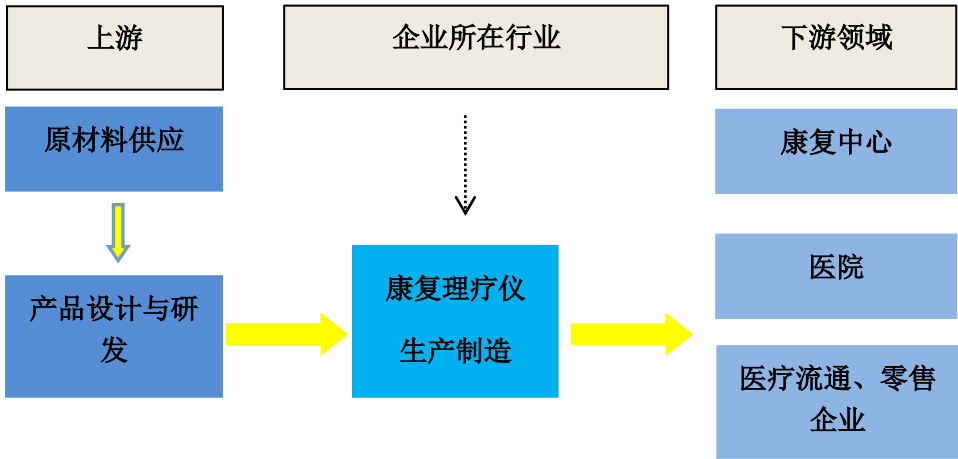 上游
企业所在行业
下游领域
原材料供应
康复中心
产品设计与研
发
康复理疗仪
生产制造
医院
医疗流通、零售
企业